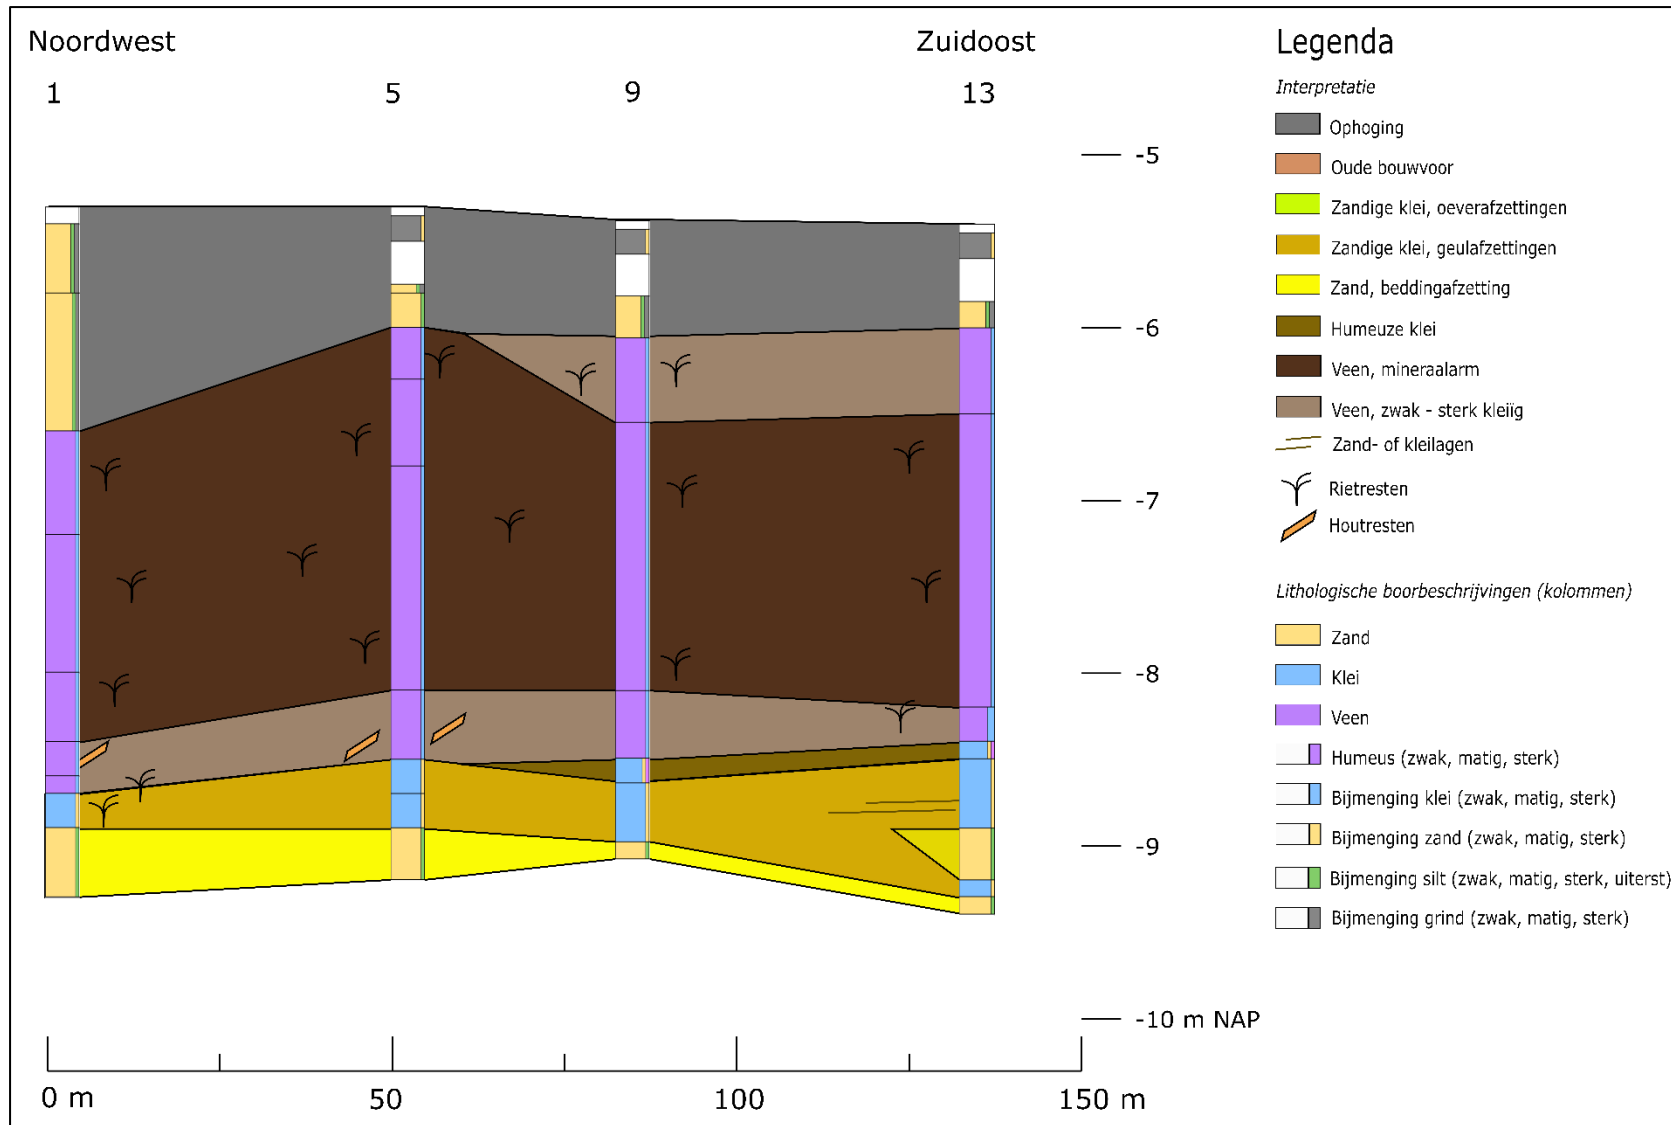 Noordwest
Zuidoost
1
5
9
13
-5
-6
-7
-8
-9
-10 m NAP
0 m
50
100
150 m
Legenda
Interpretatie
Ophoging
Oude bouwvoor
Zandige klei, oeverafzettingen
Zandige klei, geulafzettingen
Zand, beddingafzetting
Humeuze klei
Veen, mineraalarm
Veen, zwak - sterk kleiïg
Zand- of kleilagen
Rietresten
Houtresten
Lithologische boorbeschrijvingen (kolommen)
Zand
Klei
Veen
Humeus (zwak, matig, sterk)
Bijmenging klei (zwak, matig, sterk)
Bijmenging zand (zwak, matig, sterk)
Bijmenging silt (zwak, matig, sterk, uiterst)
Bijmenging grind (zwak, matig, sterk)